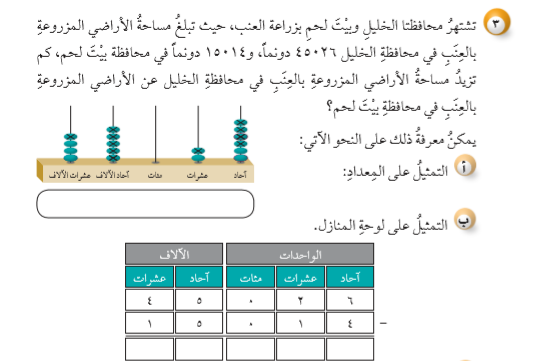 ٣ تشتهرُ محافظتا الخليلِ وبيْتَ لحمٍ بزراعة العنب، حيث تبلغُ مساحةُ الأراضي المزروعةِ
بالعِنَبِ في محافظةِ الخليل ٤٥٠٢٦ دونماً، و١٥٠١٤ دونماً في محافظة بيْتَ لحم، كم
تزيدُ مساحةُ الأراضي المزروعةِ بالعِنَبِ في محافظةِ الخليل عن الأراضي المزروعةِ
بالعِنَبِ في محافظةِ بيْتَ لحم؟
يمكنُ معرفةُ ذلك على النحو الآتي:
أ التمثيلُ على المِعدادِ:
آحاد عشرات مئات آحاد الآلاف عشرات الآلاف
ب التمثيلُ على لوحةِ المنازل.
الواحدات الآلاف
آحاد عشرات مئات آحاد عشرات
٦ ٢ ٠ ٥ ٤
– ٤ ١ ٠ ٥ ١